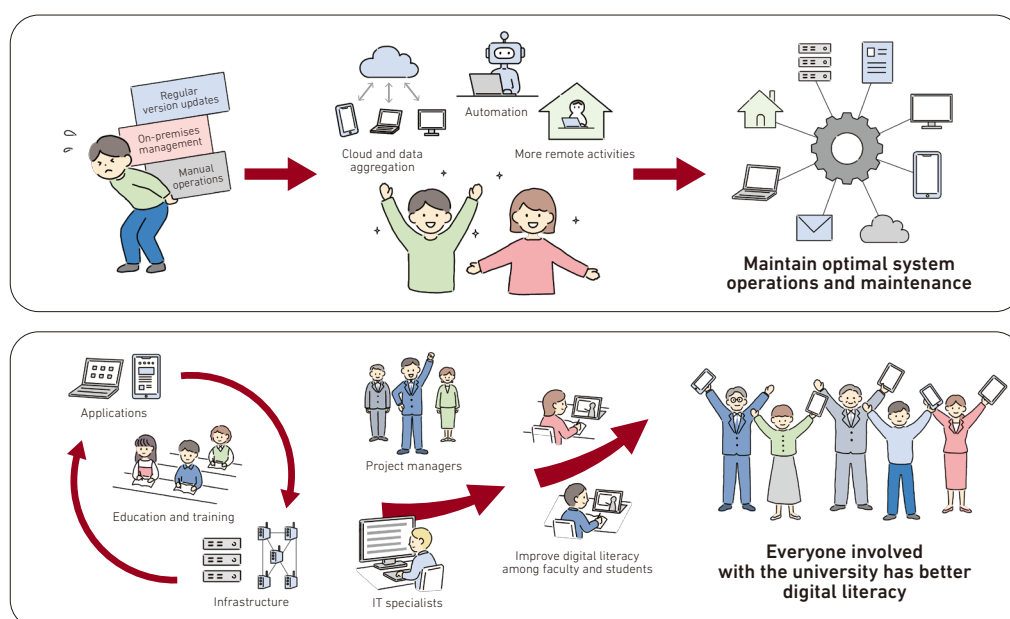 Regular
version updates
On-premises
management
Manual
operations
Cloud and data
aggregation
Automation
More remote activities
Maintain optimal system
operations and maintenance
Applications
Education and training
Infrastructure
Project managers
IT specialists
Improve digital literacy
among faculty and students
Everyone involved
with the university has better
digital literacy